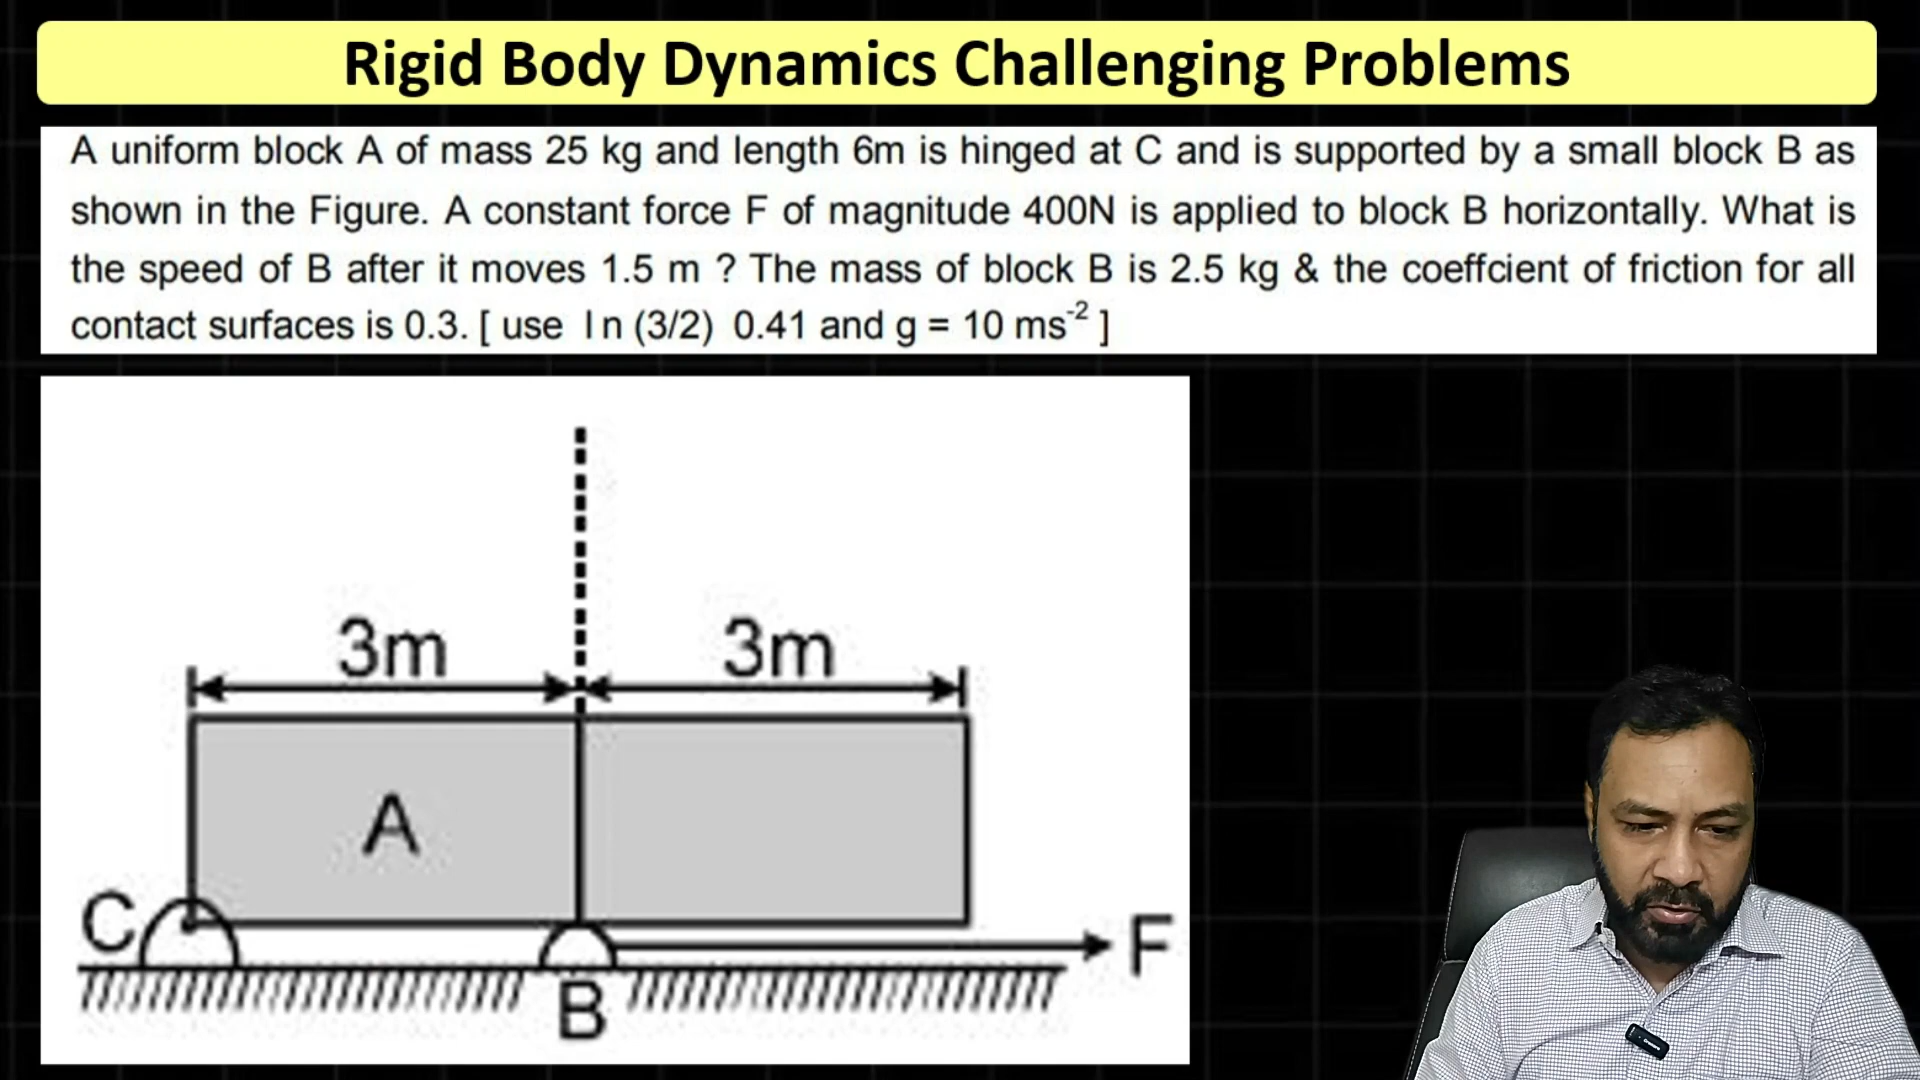 Rigid Body Dynamics Challenging Problems
A uniform block A of mass 25 kg and length 6m is hinged at C and is supported by a small block B as
shown in the Figure. A constant force F of magnitude 400N is applied to block B horizontally. What is
the speed of B after it moves 1.5 m ? The mass of block B is 2.5 kg & the coeffcient of friction for all
contact surfaces is 0.3. [ use ln (3/2) 0.41 and g = 10 ms⁻² ]
3m 3m
A
C
F
B